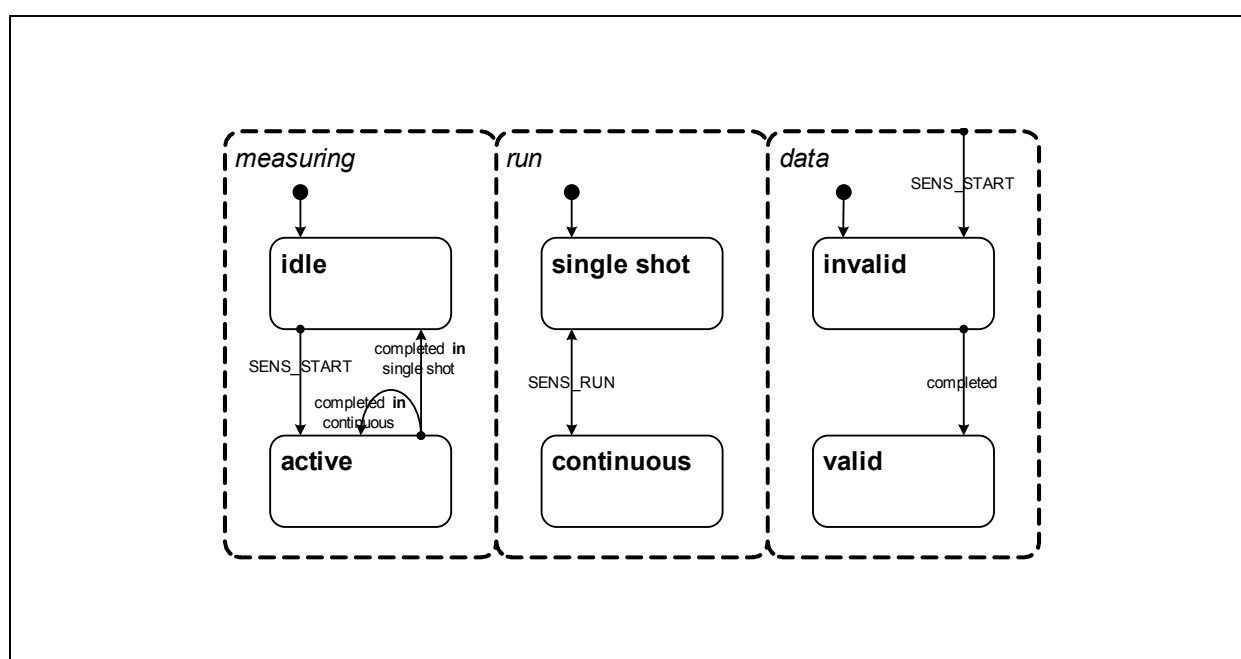 measuring
idle
SENS_START
completed in
single shot
completed in
continuous
active
run
single shot
SENS_RUN
continuous
data
SENS_START
invalid
completed
valid